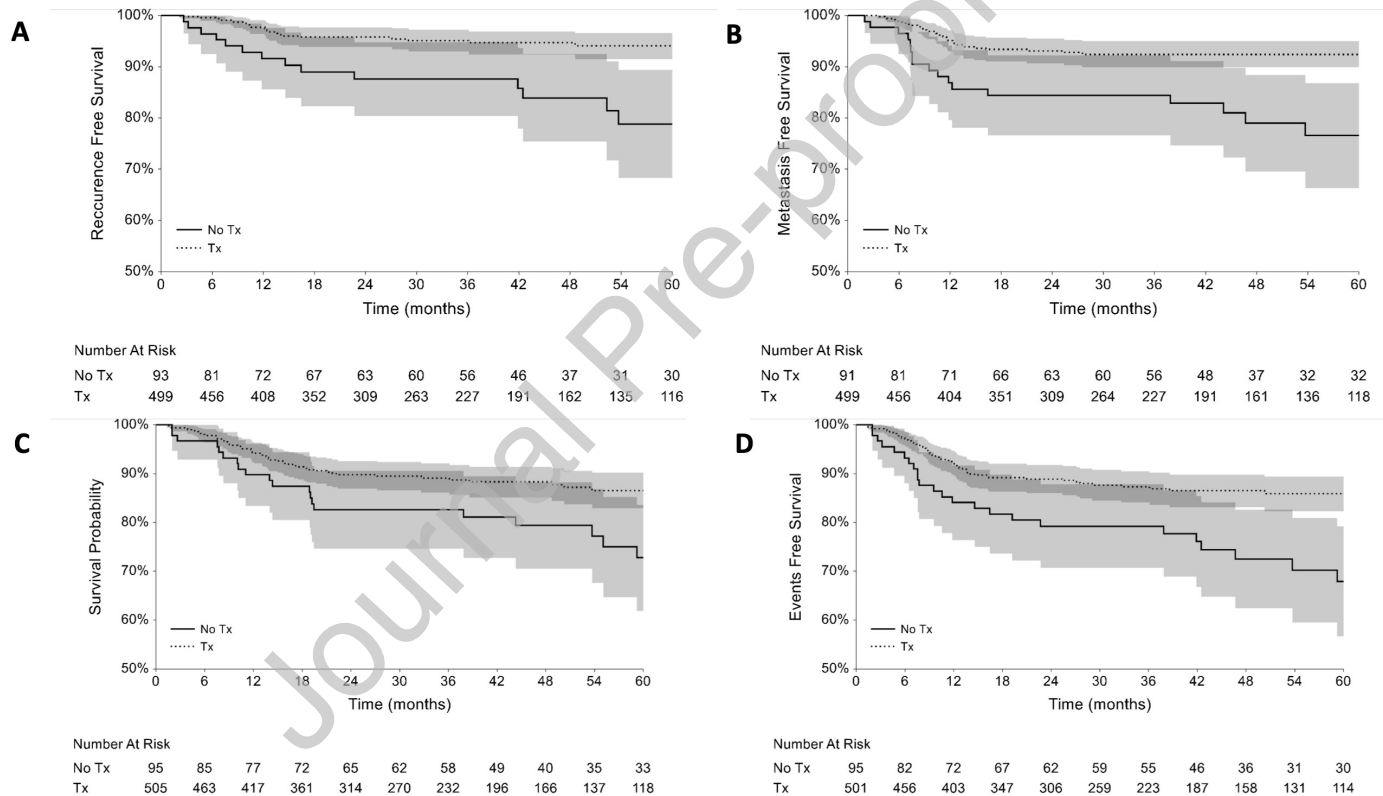 A
100%
90%
80%
70%
60%
50%
Reccurence Free Survival
No Tx
Tx
0 6 12 18 24 30 36 42 48 54 60
Time (months)
Number At Risk
No Tx 93 81 72 67 63 60 56 46 37 31 30
Tx 499 456 408 352 309 263 227 191 162 135 116
B
100%
90%
80%
70%
60%
50%
Metastasis Free Survival
No Tx
Tx
0 6 12 18 24 30 36 42 48 54 60
Time (months)
Number At Risk
No Tx 91 81 71 66 63 60 56 48 37 32 32
Tx 499 456 404 351 309 264 227 191 161 136 118
C
100%
90%
80%
70%
60%
50%
Survival Probability
No Tx
Tx
0 6 12 18 24 30 36 42 48 54 60
Time (months)
Number At Risk
No Tx 95 85 77 72 65 62 58 49 40 35 33
Tx 505 463 417 361 314 270 232 196 166 137 118
D
100%
90%
80%
70%
60%
50%
Events Free Survival
No Tx
Tx
0 6 12 18 24 30 36 42 48 54 60
Time (months)
Number At Risk
No Tx 95 82 72 67 62 59 55 46 36 31 30
Tx 501 456 403 347 306 259 223 187 158 131 114
Journal Pre-proo